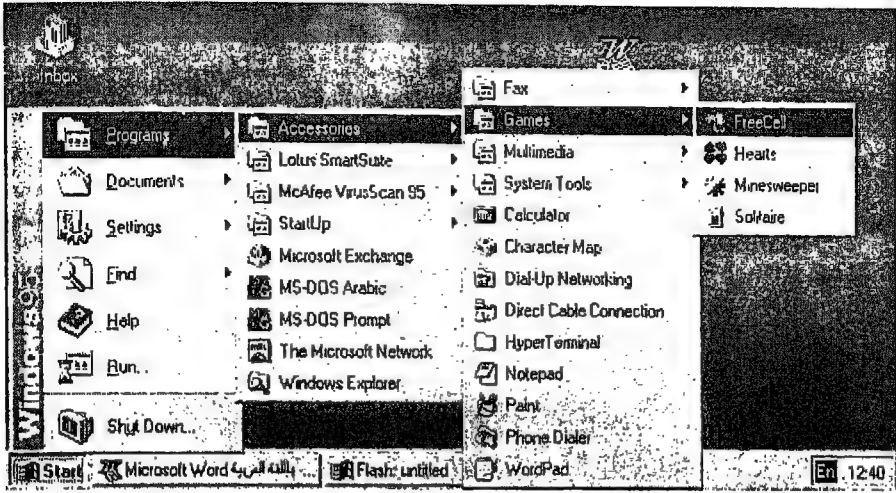 Inbox
Programs
Documents
Settings
Find
Help
Run...
Shut Down...
Windows 95
Accessories
Lotus SmartSuite
McAfee VirusScan 95
StartUp
Microsoft Exchange
MS-DOS Arabic
MS-DOS Prompt
The Microsoft Network
Windows Explorer
Fax
Games
Multimedia
System Tools
Calculator
Character Map
Dial-Up Networking
Direct Cable Connection
HyperTerminal
Notepad
Paint
Phone Dialer
WordPad
FreeCell
Hearts
Minesweeper
Solitaire
Start
Microsoft Word باللغة العربية
Flash: untitled
En 12:40